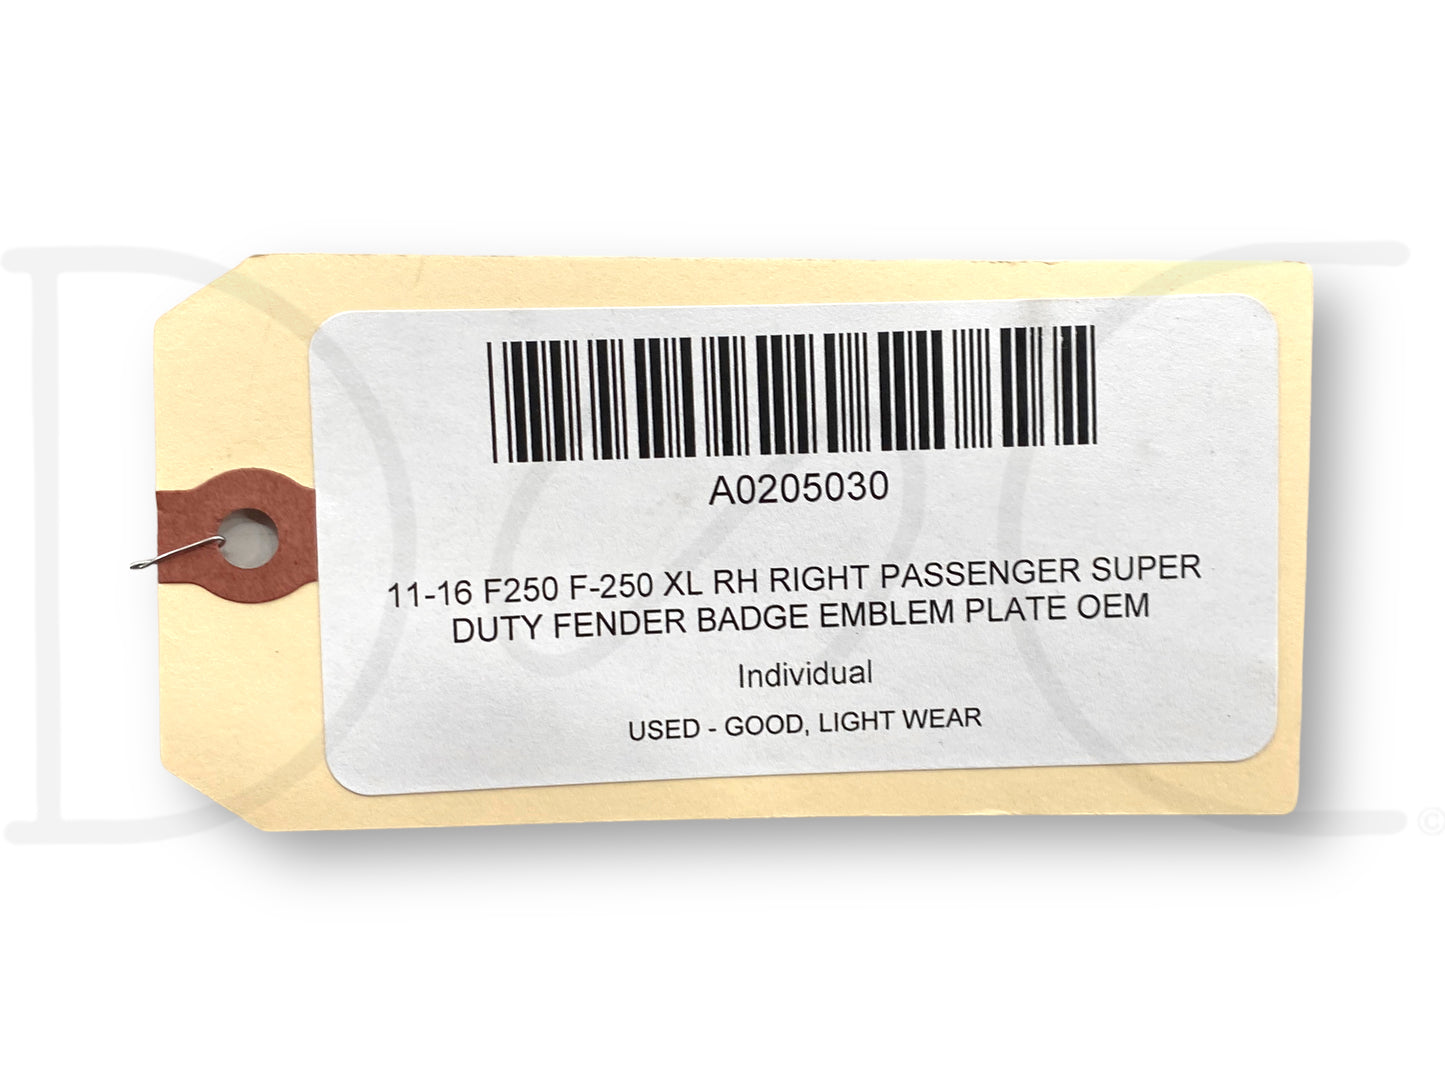 A0205030
11-16 F250 F-250 XL RH RIGHT PASSENGER SUPER
DUTY FENDER BADGE EMBLEM PLATE OEM
Individual
USED - GOOD, LIGHT WEAR
©